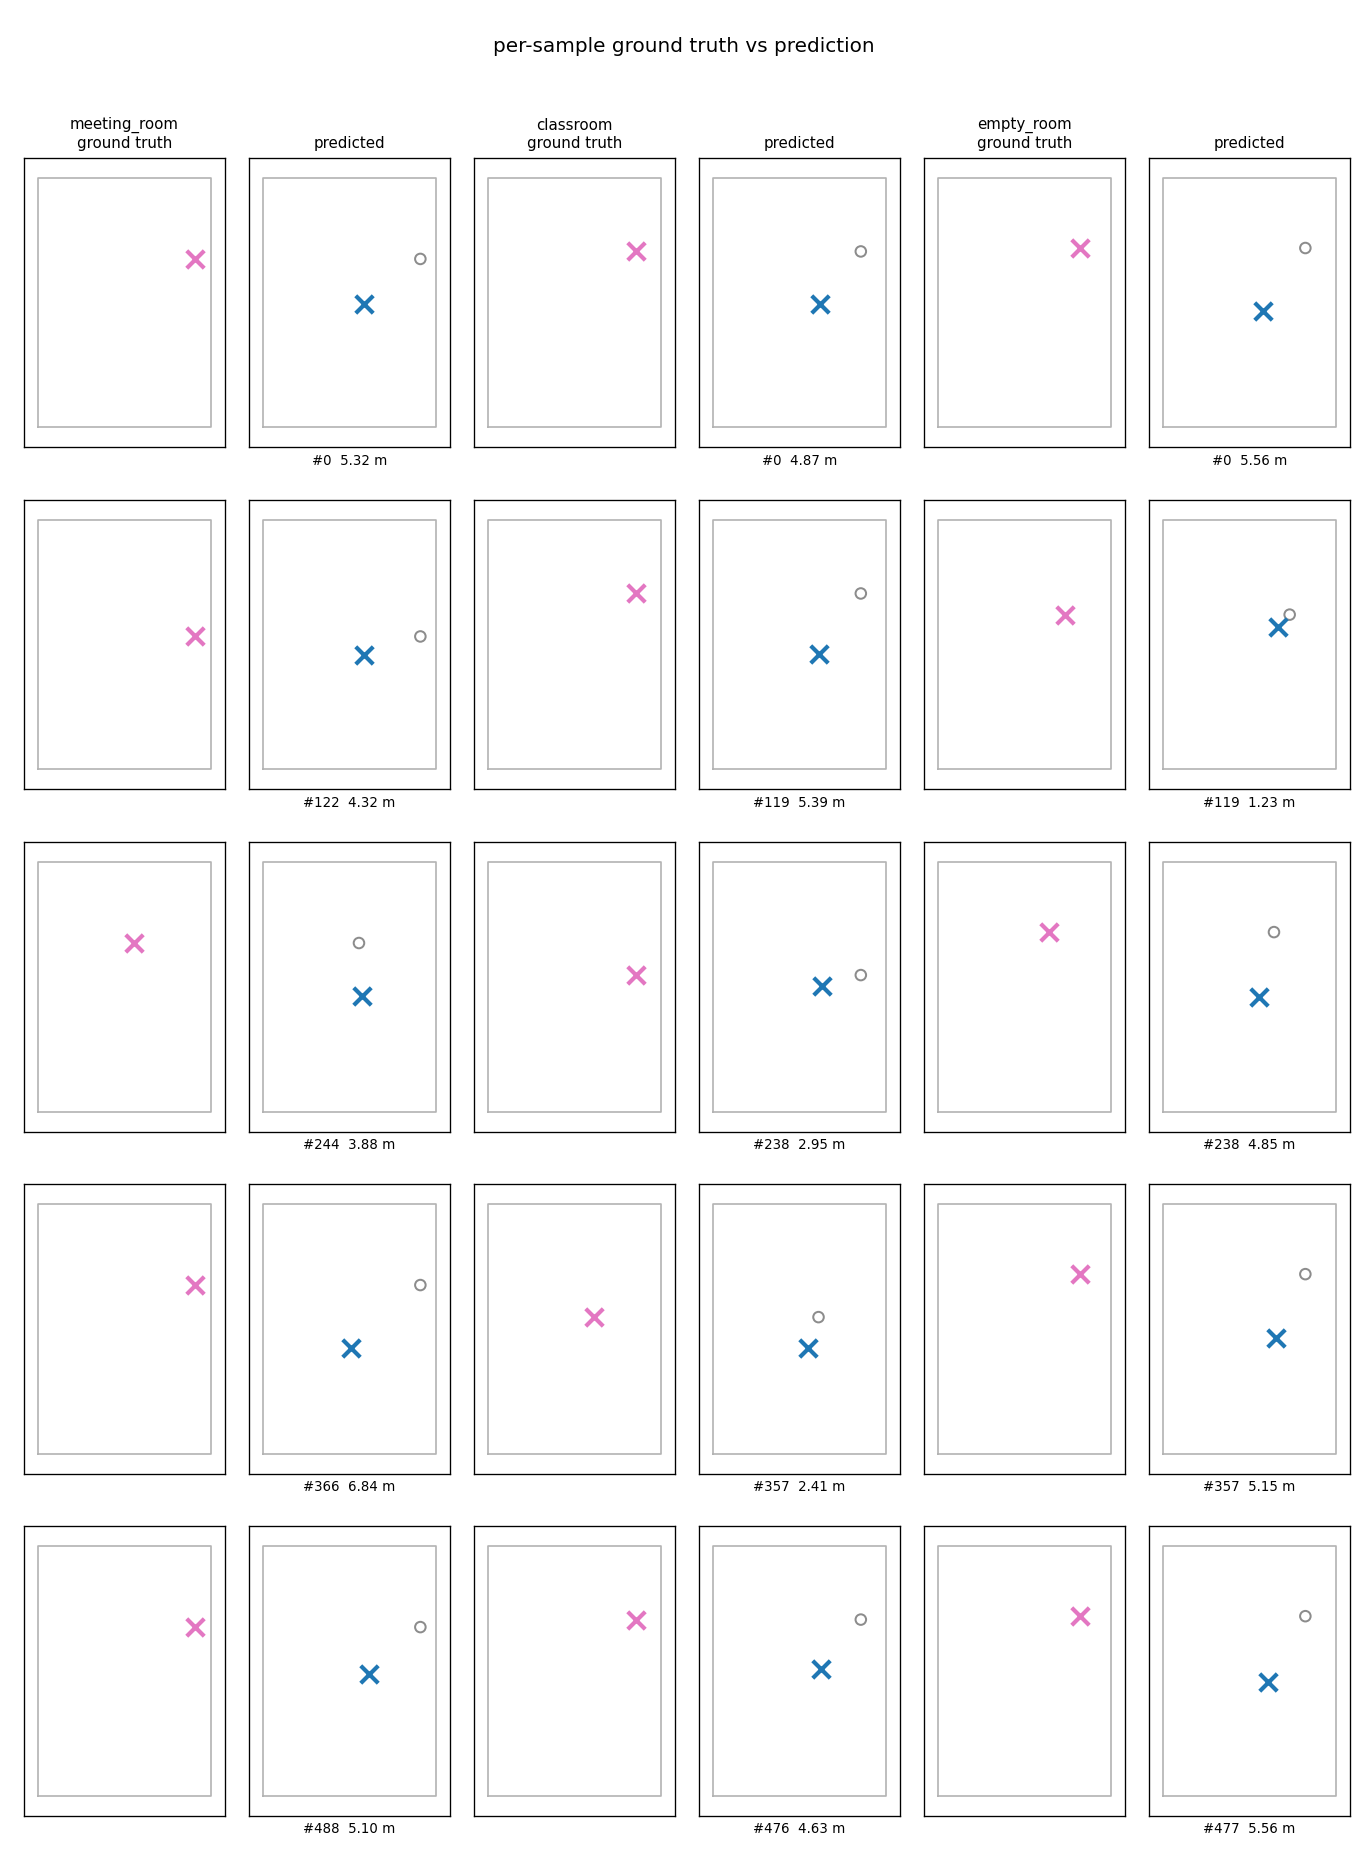 per-sample ground truth vs prediction
meeting_room
ground truth
predicted
classroom
ground truth
predicted
empty_room
ground truth
predicted
#0 5.32 m
#0 4.87 m
#0 5.56 m
#122 4.32 m
#119 5.39 m
#119 1.23 m
#244 3.88 m
#238 2.95 m
#238 4.85 m
#366 6.84 m
#357 2.41 m
#357 5.15 m
#488 5.10 m
#476 4.63 m
#477 5.56 m